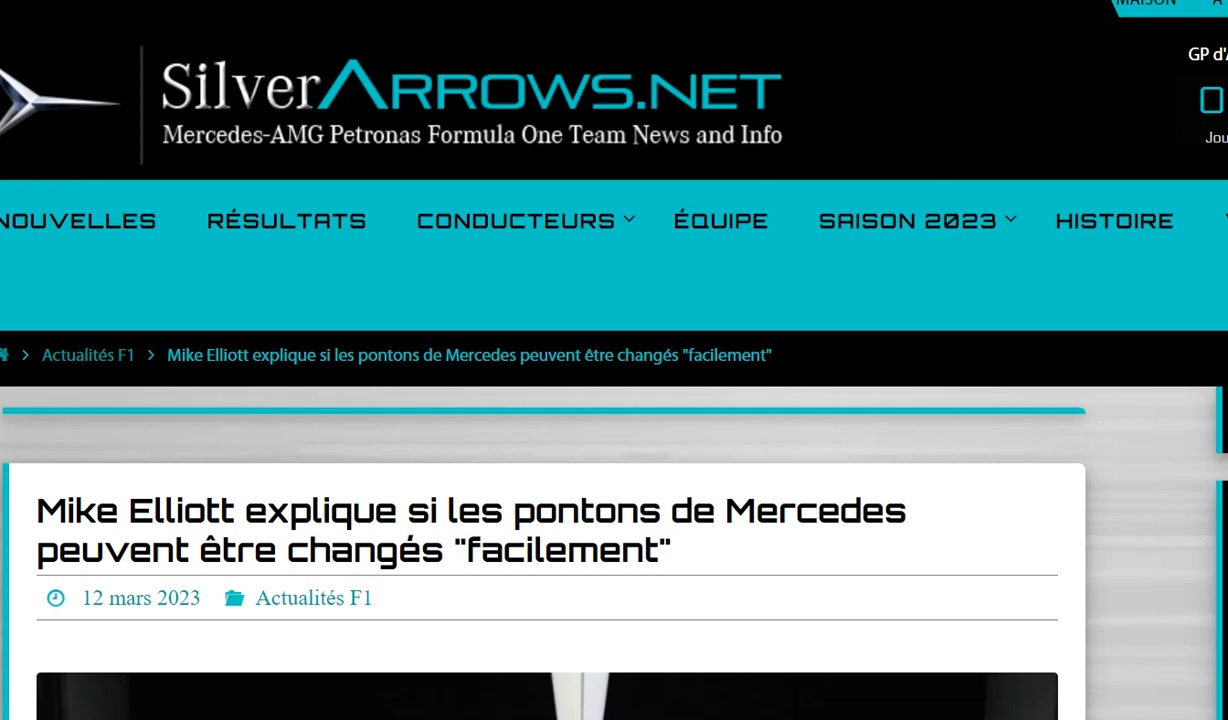 MAISON
SilverArrows.net
Mercedes-AMG Petronas Formula One Team News and Info
GP d'
Jou
NOUVELLES RÉSULTATS CONDUCTEURS ÉQUIPE SAISON 2023 HISTOIRE
Actualités F1 Mike Elliott explique si les pontons de Mercedes peuvent être changés "facilement"
Mike Elliott explique si les pontons de Mercedes
peuvent être changés "facilement"
12 mars 2023 Actualités F1